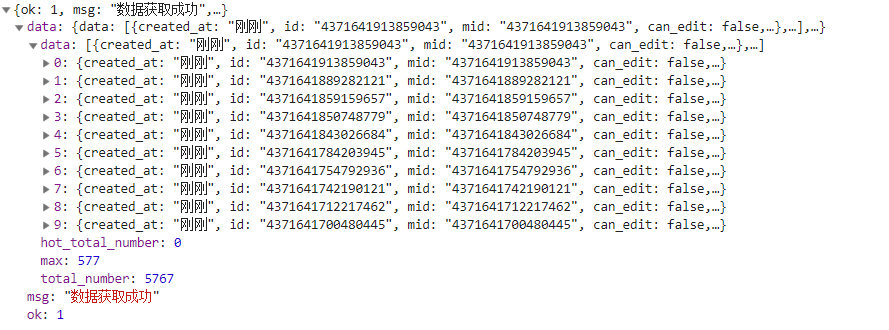 {ok: 1, msg: "数据获取成功",…}
data: {data: [{created_at: "刚刚", id: "4371641913859043", mid: "4371641913859043", can_edit: false,…},…],…}
data: [{created_at: "刚刚", id: "4371641913859043", mid: "4371641913859043", can_edit: false,…},…]
0: {created_at: "刚刚", id: "4371641913859043", mid: "4371641913859043", can_edit: false,…}
1: {created_at: "刚刚", id: "4371641889282121", mid: "4371641889282121", can_edit: false,…}
2: {created_at: "刚刚", id: "4371641859159657", mid: "4371641859159657", can_edit: false,…}
3: {created_at: "刚刚", id: "4371641850748779", mid: "4371641850748779", can_edit: false,…}
4: {created_at: "刚刚", id: "4371641843026684", mid: "4371641843026684", can_edit: false,…}
5: {created_at: "刚刚", id: "4371641784203945", mid: "4371641784203945", can_edit: false,…}
6: {created_at: "刚刚", id: "4371641754792936", mid: "4371641754792936", can_edit: false,…}
7: {created_at: "刚刚", id: "4371641742190121", mid: "4371641742190121", can_edit: false,…}
8: {created_at: "刚刚", id: "4371641712217462", mid: "4371641712217462", can_edit: false,…}
9: {created_at: "刚刚", id: "4371641700480445", mid: "4371641700480445", can_edit: false,…}
hot_total_number: 0
max: 577
total_number: 5767
msg: "数据获取成功"
ok: 1